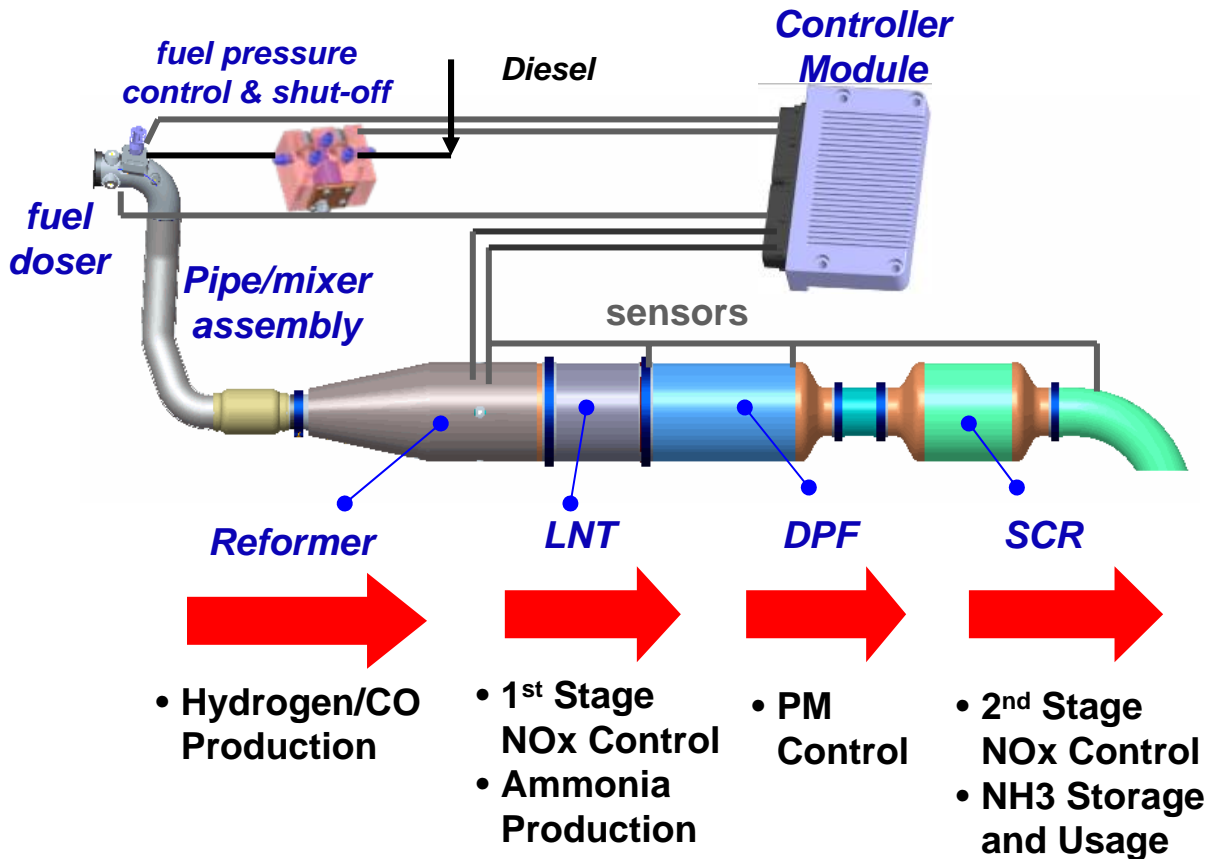 fuel pressure
control & shut-off
Diesel
Controller
Module
fuel
doser
Pipe/mixer
assembly
sensors
Reformer
LNT
DPF
SCR
• Hydrogen/CO
Production
• 1st Stage
NOx Control
• Ammonia
Production
• PM
Control
• 2nd Stage
NOx Control
• NH3 Storage
and Usage